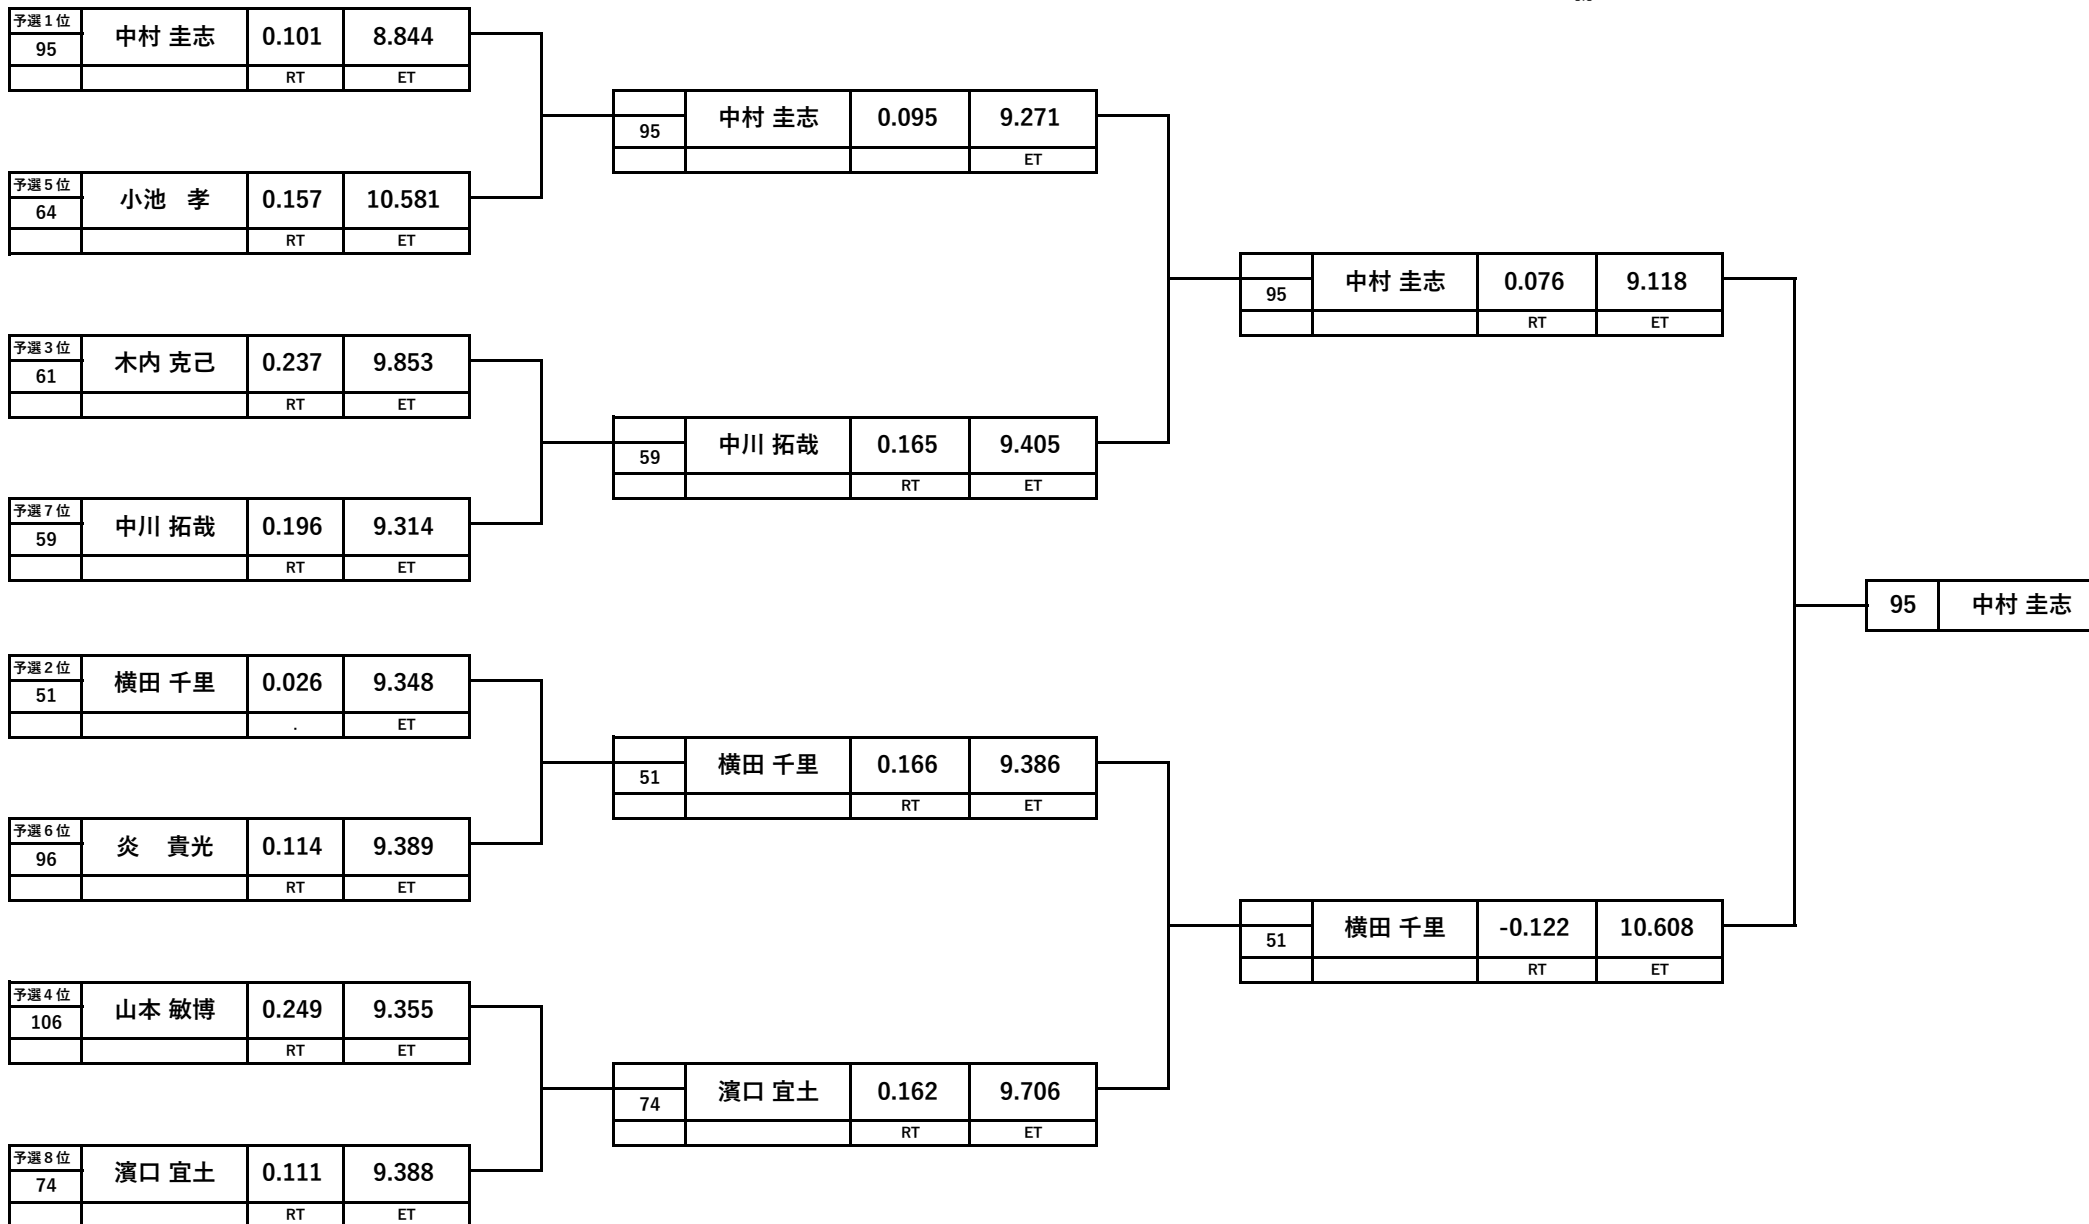 予選１位
95
中村 圭志 0.101 8.844
RT ET
予選５位
64
小池 孝 0.157 10.581
RT ET
予選３位
61
木内 克己 0.237 9.853
RT ET
予選７位
59
中川 拓哉 0.196 9.314
RT ET
予選２位
51
横田 千里 0.026 9.348
. ET
予選６位
96
炎 貴光 0.114 9.389
RT ET
予選４位
106
山本 敏博 0.249 9.355
RT ET
予選８位
74
濱口 宜土 0.111 9.388
RT ET
95
中村 圭志 0.095 9.271
ET
59
中川 拓哉 0.165 9.405
RT ET
51
横田 千里 0.166 9.386
RT ET
74
濱口 宜土 0.162 9.706
RT ET
95
中村 圭志 0.076 9.118
RT ET
51
横田 千里 -0.122 10.608
RT ET
95 中村 圭志